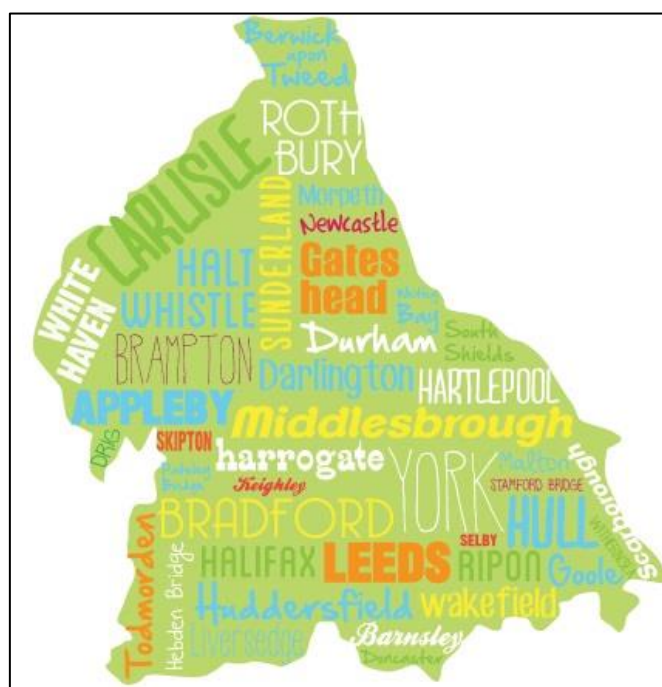 Berwick
upon
Tweed
ROTH
BURY
CARLISLE
SUNDERLAND
Morpeth
Newcastle
HALT
WHISTLE
Gates
head
WHITE
HAVEN
Bay
Durham
South
Shields
BRAMPTON
Darlington
HARTLEPOOL
APPLEBY
Middlesbrough
DRIG
SKIPTON
harrogate
YORK
Malton
Scarborough
Bridge
Keighley
STAMFORD BRIDGE
BRADFORD
HULL
SELBY
Todmorden
Hebden Bridge
HALIFAX
LEEDS
RIPON
Goole
Huddersfield
wakefield
Liversedge
Barnsley
Doncaster